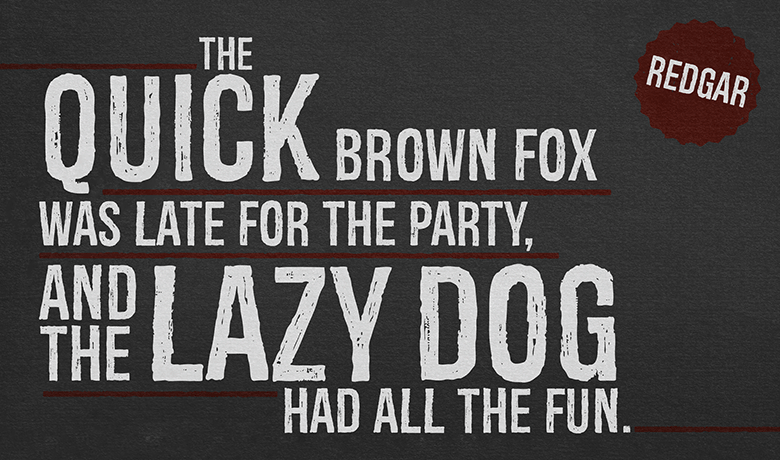 THE
QUICK BROWN FOX
WAS LATE FOR THE PARTY,
AND THE LAZY DOG
HAD ALL THE FUN.
REDGAR